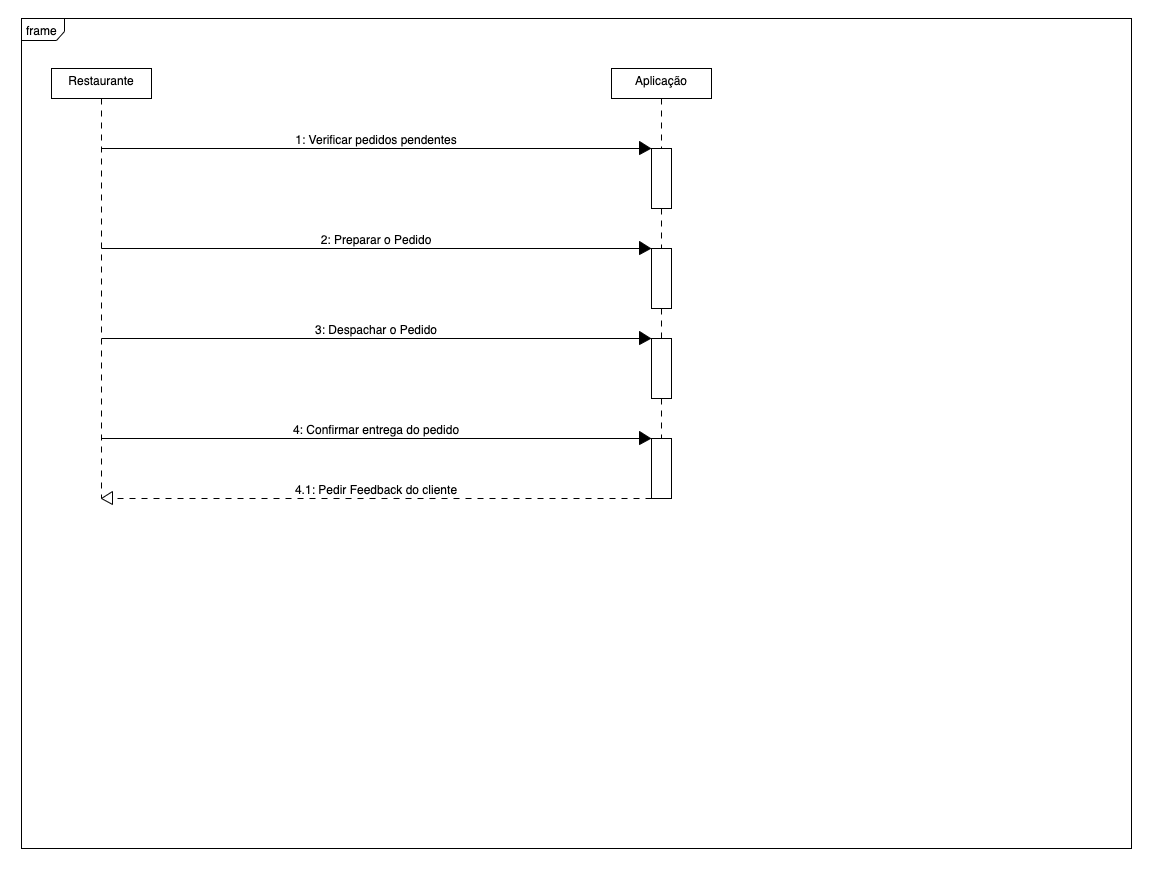 frame
Restaurante
Aplicação
1: Verificar pedidos pendentes
2: Preparar o Pedido
3: Despachar o Pedido
4: Confirmar entrega do pedido
4.1: Pedir Feedback do cliente